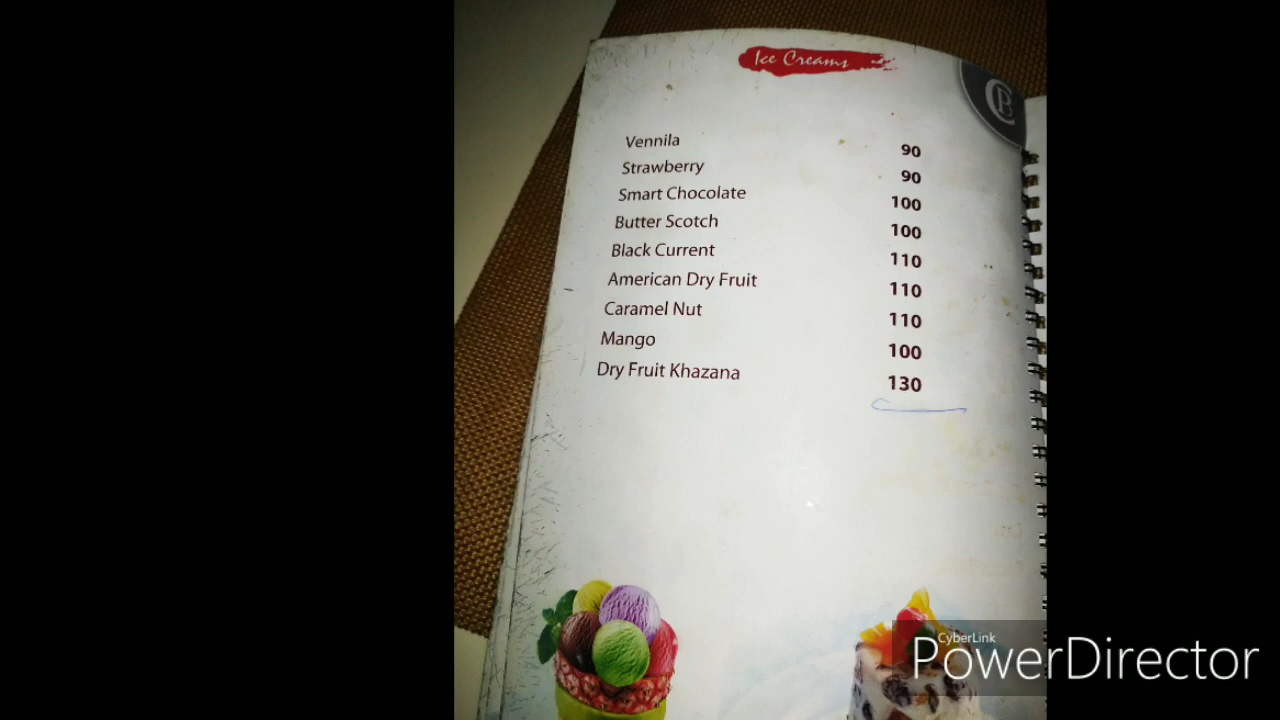 Ice Creams
Vennila 90
Strawberry 90
Smart Chocolate 100
Butter Scotch 100
Black Current 110
American Dry Fruit 110
Caramel Nut 110
Mango 100
Dry Fruit Khazana 130
CyberLink
PowerDirector